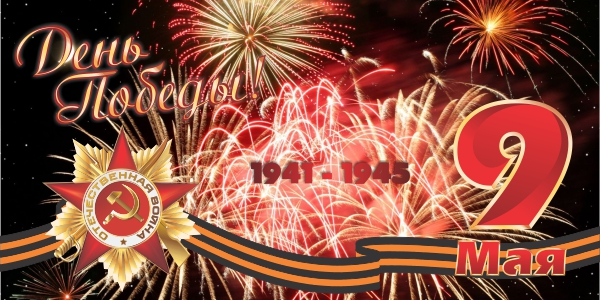 День
Победы!
ОТЕЧЕСТВЕННАЯ ВОЙНА
1941 - 1945
9
Мая